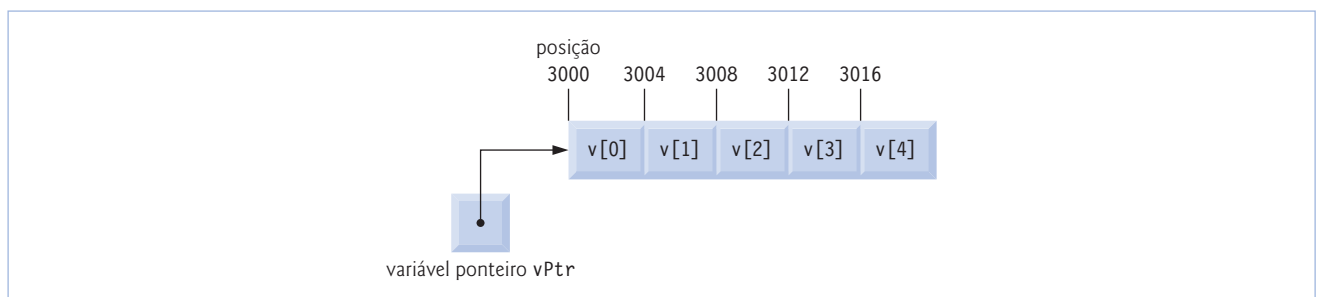 posição
3000 3004 3008 3012 3016
v[0] v[1] v[2] v[3] v[4]
variável ponteiro vPtr